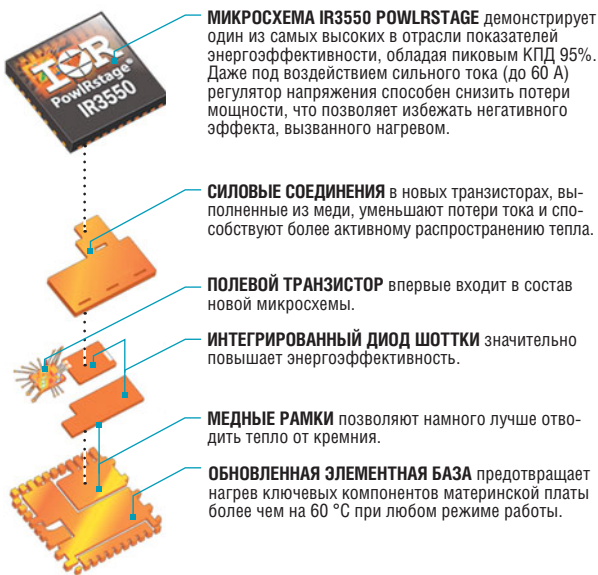 IOR
PowIRstage®
IR3550
МИКРОСХЕМА IR3550 POWLRSTAGE демонстрирует
один из самых высоких в отрасли показателей
энергоэффективности, обладая пиковым КПД 95%.
Даже под воздействием сильного тока (до 60 А)
регулятор напряжения способен снизить потери
мощности, что позволяет избежать негативного
эффекта, вызванного нагревом.
СИЛОВЫЕ СОЕДИНЕНИЯ в новых транзисторах, вы-
полненные из меди, уменьшают потери тока и спо-
собствуют более активному распространению тепла.
ПОЛЕВОЙ ТРАНЗИСТОР впервые входит в состав
новой микросхемы.
ИНТЕГРИРОВАННЫЙ ДИОД ШОТТКИ значительно
повышает энергоэффективность.
МЕДНЫЕ РАМКИ позволяют намного лучше отво-
дить тепло от кремния.
ОБНОВЛЕННАЯ ЭЛЕМЕНТНАЯ БАЗА предотвращает
нагрев ключевых компонентов материнской платы
более чем на 60 °C при любом режиме работы.